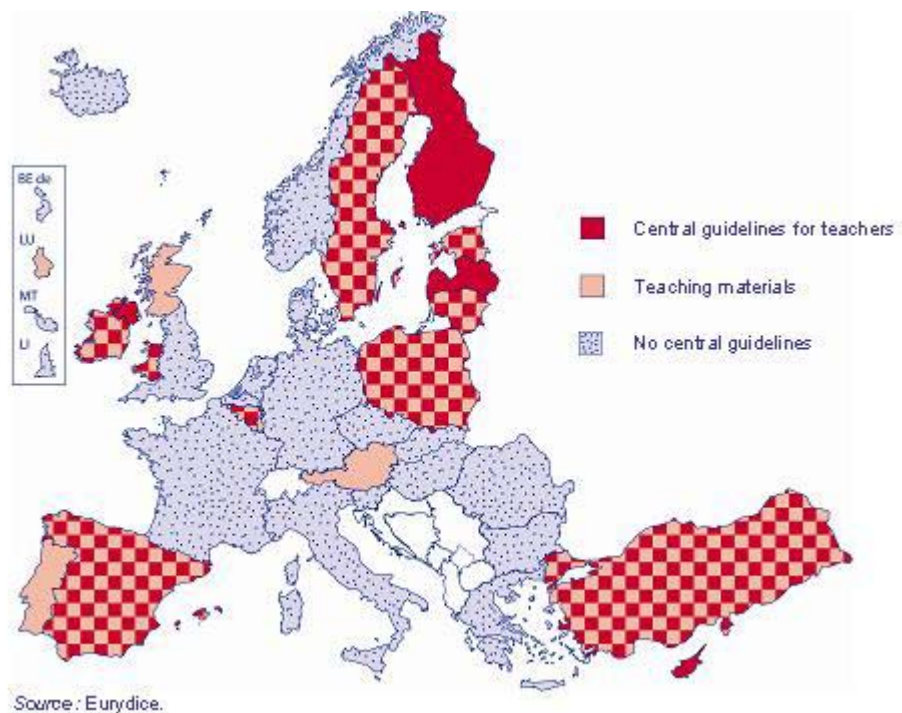 BE de
LU
MT
LI
Central guidelines for teachers
Teaching materials
No central guidelines
Source : Eurydice.